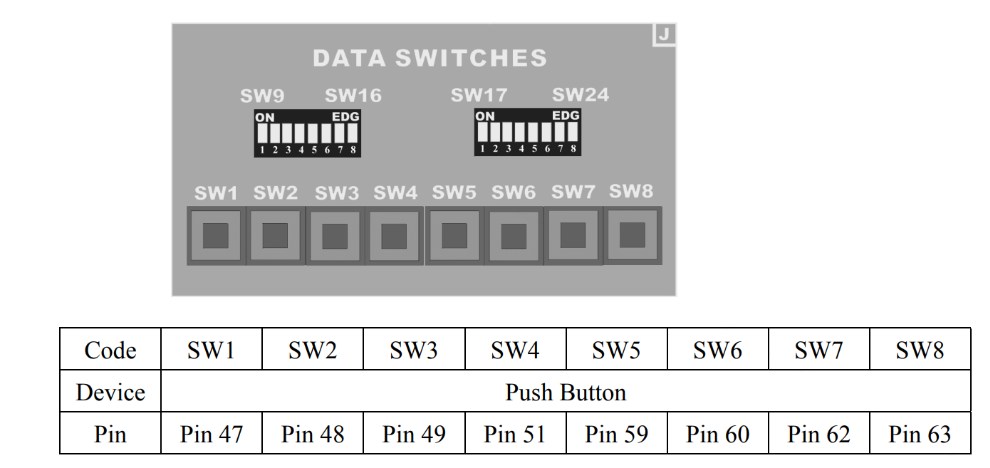 J
DATA SWITCHES
SW9 SW16 SW17 SW24
ON EDG ON EDG
1 2 3 4 5 6 7 8 1 2 3 4 5 6 7 8
SW1 SW2 SW3 SW4 SW5 SW6 SW7 SW8
Code SW1 SW2 SW3 SW4 SW5 SW6 SW7 SW8
Device Push Button
Pin Pin 47 Pin 48 Pin 49 Pin 51 Pin 59 Pin 60 Pin 62 Pin 63